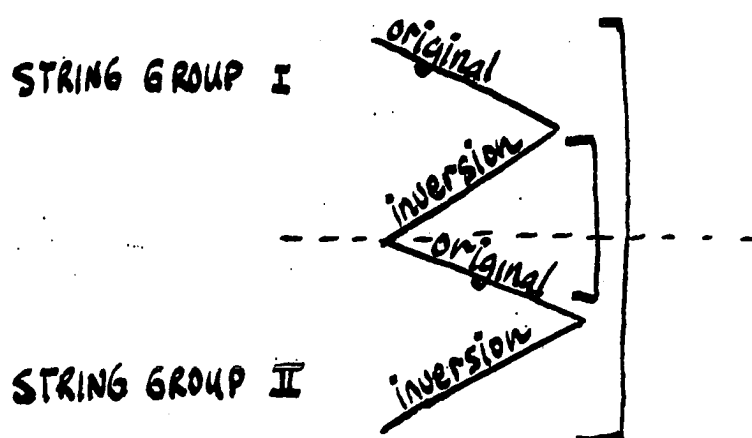 original
STRING GROUP I
inversion
original
inversion
STRING GROUP II